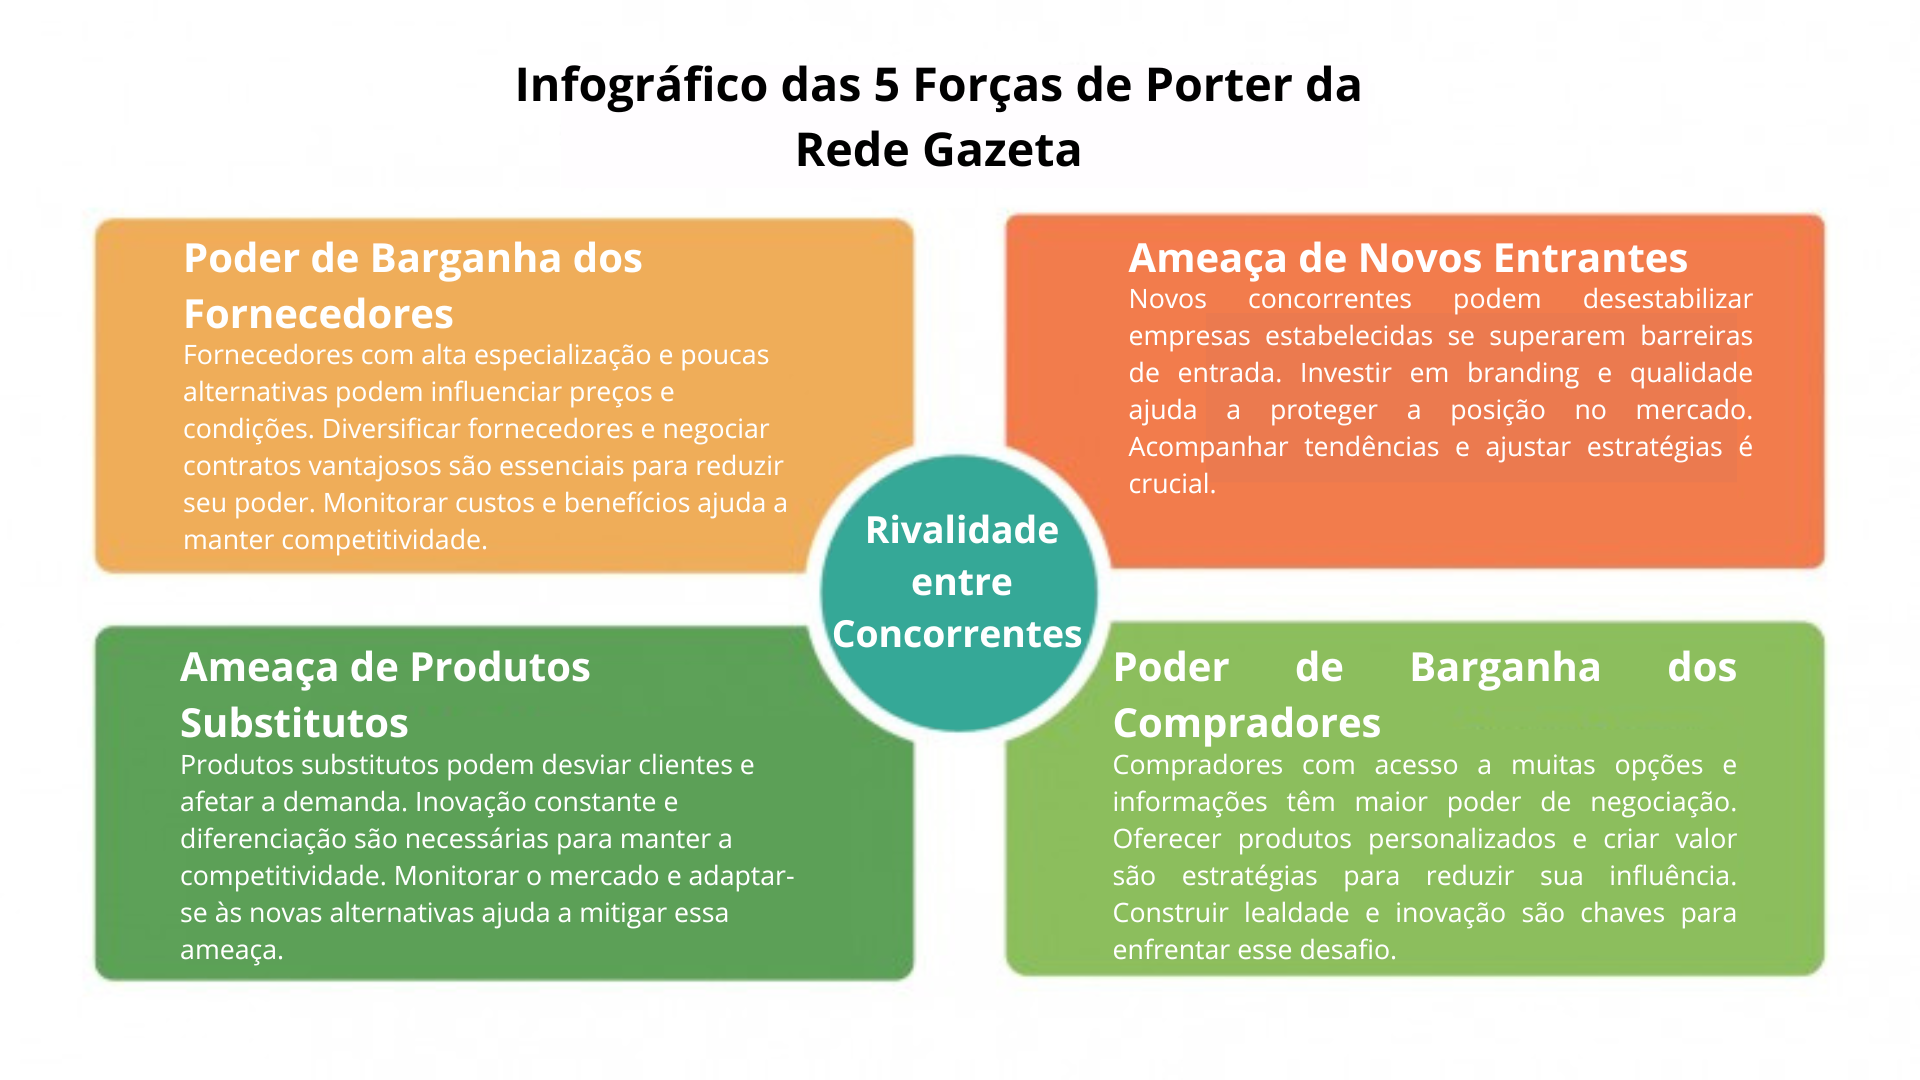 Infográfico das 5 Forças de Porter da
Rede Gazeta
Poder de Barganha dos
Fornecedores
Fornecedores com alta especialização e poucas
alternativas podem influenciar preços e
condições. Diversificar fornecedores e negociar
contratos vantajosos são essenciais para reduzir
seu poder. Monitorar custos e benefícios ajuda a
manter competitividade.
Ameaça de Novos Entrantes
Novos concorrentes podem desestabilizar
empresas estabelecidas se superarem barreiras
de entrada. Investir em branding e qualidade
ajuda a proteger a posição no mercado.
Acompanhar tendências e ajustar estratégias é
crucial.
Rivalidade
entre
Concorrentes
Ameaça de Produtos
Substitutos
Produtos substitutos podem desviar clientes e
afetar a demanda. Inovação constante e
diferenciação são necessárias para manter a
competitividade. Monitorar o mercado e adaptar-
se às novas alternativas ajuda a mitigar essa
ameaça.
Poder de Barganha dos
Compradores
Compradores com acesso a muitas opções e
informações têm maior poder de negociação.
Oferecer produtos personalizados e criar valor
são estratégias para reduzir sua influência.
Construir lealdade e inovação são chaves para
enfrentar esse desafio.